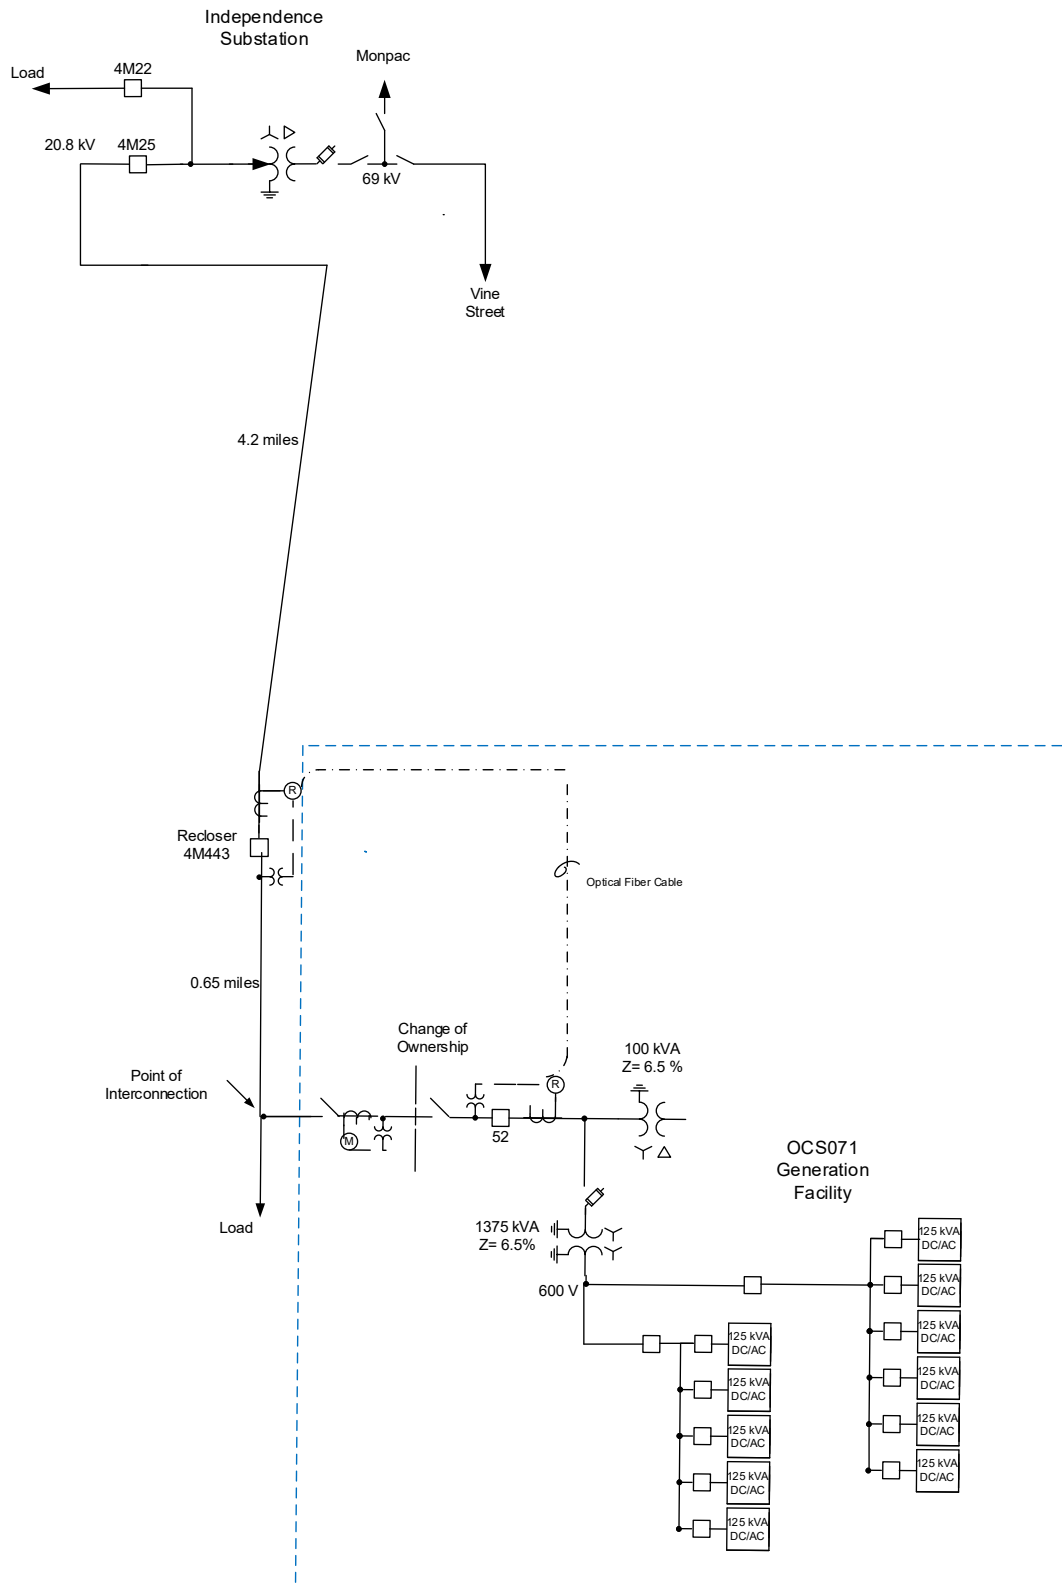 Independence
Substation
Monpac
Load
4M22
20.8 kV
4M25
69 kV
Vine
Street
4.2 miles
R
Recloser
4M443
Optical Fiber Cable
0.65 miles
Change of
Ownership
100 kVA
Z= 6.5 %
Point of
Interconnection
R
M
52
OCS071
Generation
Facility
Load
1375 kVA
Z= 6.5%
600 V
125 kVA
DC/AC
125 kVA
DC/AC
125 kVA
DC/AC
125 kVA
DC/AC
125 kVA
DC/AC
125 kVA
DC/AC
125 kVA
DC/AC
125 kVA
DC/AC
125 kVA
DC/AC
125 kVA
DC/AC
125 kVA
DC/AC